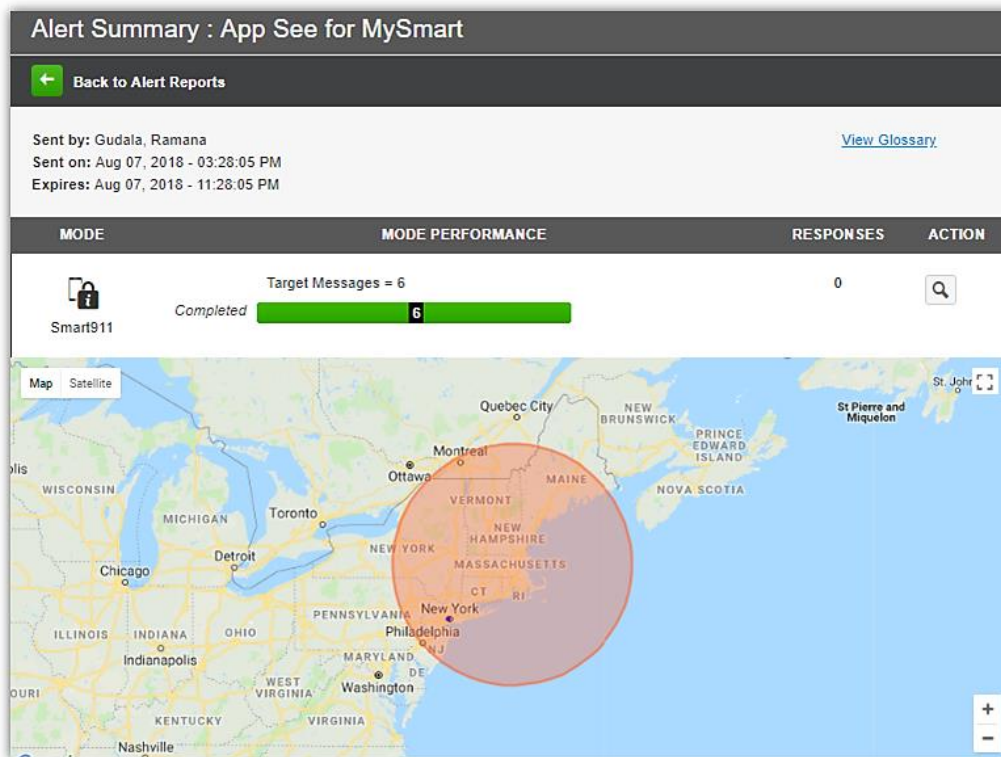 Alert Summary : App See for MySmart
Back to Alert Reports
Sent by: Gudala, Ramana
View Glossary
Sent on: Aug 07, 2018 - 03:28:05 PM
Expires: Aug 07, 2018 - 11:28:05 PM
MODE MODE PERFORMANCE RESPONSES ACTION
Target Messages = 6
0
Completed
6
Smart911
Map Satellite
St. John
Quebec City
NEW BRUNSWICK
St Pierre and
Miquelon
PRINCE
EDWARD
ISLAND
Montreal
Ottawa
MAINE
WISCONSIN
VERMONT
NOVA SCOTIA
MICHIGAN
Toronto
NEW
HAMPSHIRE
NEW YORK
Detroit
MASSACHUSETTS
Chicago
CT RI
PENNSYLVANIA
New York
ILLINOIS INDIANA OHIO
Philadelphia
NJ
Indianapolis
MARYLAND
DE
WEST
VIRGINIA
Washington
KENTUCKY
VIRGINIA
Nashville
+
−